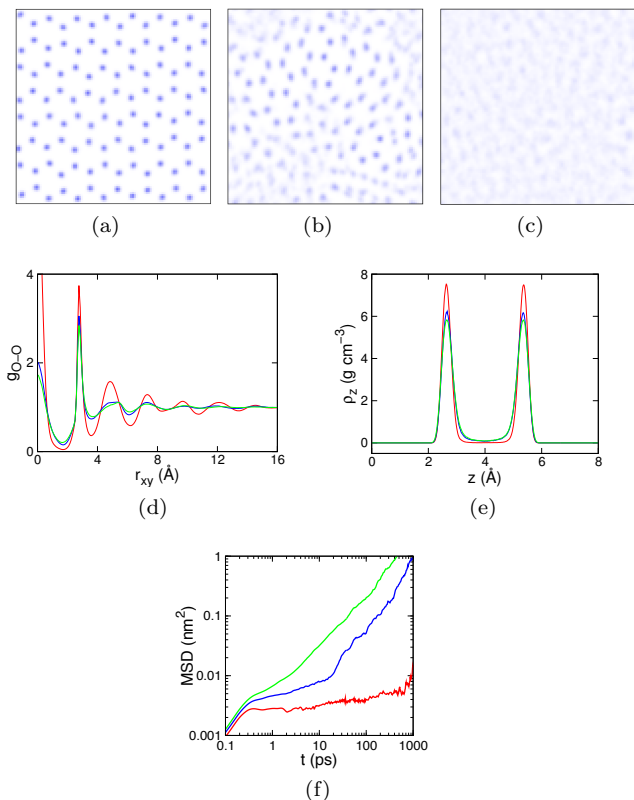 (a) (b) (c)
4
2
0
g_O–O
0 4 8 12 16
r_xy (Å)
(d)
8
6
4
2
0
ρ_z (g cm⁻³)
0 2 4 6 8
z (Å)
(e)
1
0.1
0.01
0.001
MSD (nm²)
0.1 1 10 100 1000
t (ps)
(f)